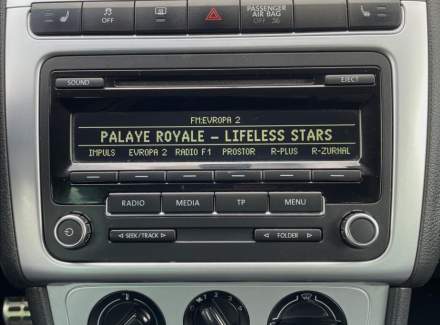 OFF
PASSENGER
AIR BAG
OFF
SOUND
EJECT
FM:EVROPA 2
PALAYE ROYALE – LIFELESS STARS
IMPULS EVROPA 2 RADIO F1 PROSTOR R-PLUS R-ZURNAL
RADIO MEDIA TP MENU
SEEK / TRACK
FOLDER